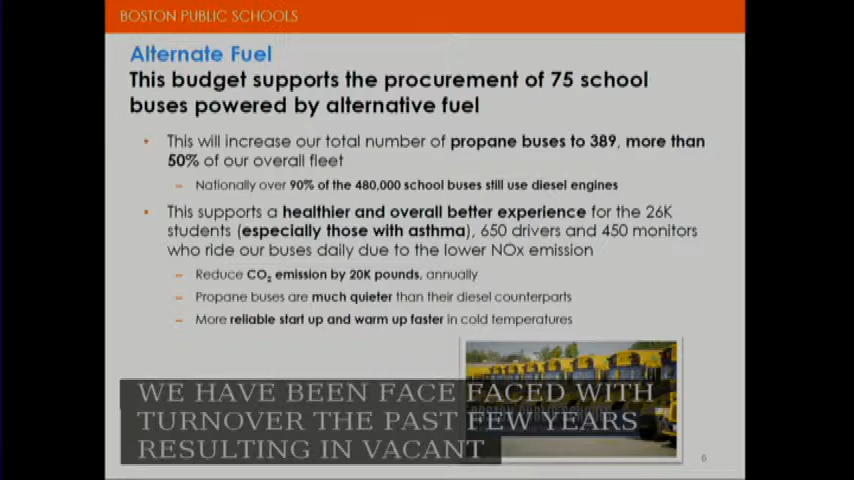 BOSTON PUBLIC SCHOOLS
Alternate Fuel
This budget supports the procurement of 75 school
buses powered by alternative fuel
• This will increase our total number of propane buses to 389, more than
50% of our overall fleet
– Nationally over 90% of the 480,000 school buses still use diesel engines
• This supports a healthier and overall better experience for the 26K
students (especially those with asthma), 650 drivers and 450 monitors
who ride our buses daily due to the lower NOx emission
– Reduce CO₂ emission by 20K pounds, annually
– Propane buses are much quieter than their diesel counterparts
– More reliable start up and warm up faster in cold temperatures
WE HAVE BEEN FACE FACED WITH
TURNOVER THE PAST FEW YEARS
RESULTING IN VACANT
6